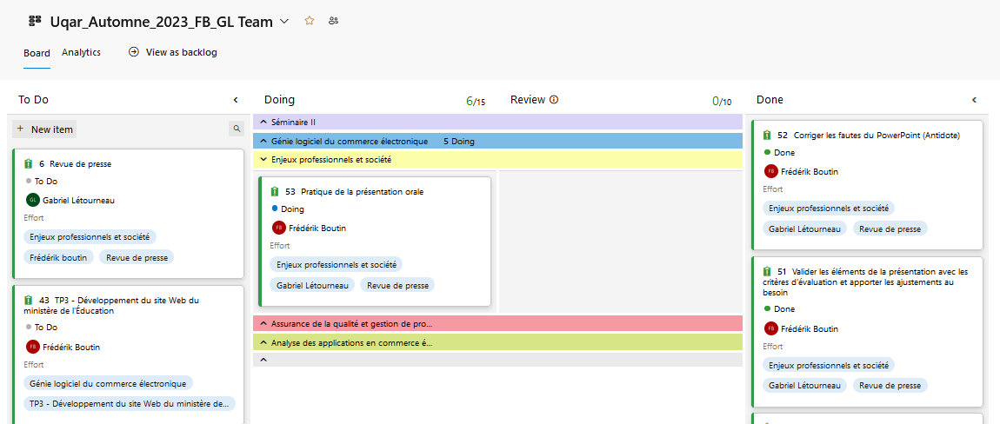 Uqar_Automne_2023_FB_GL Team
Board
Analytics
View as backlog
To Do
New item
6 Revue de presse
To Do
GL Gabriel Létourneau
Effort
Enjeux professionnels et société
Frédérik boutin
Revue de presse
43 TP3 - Développement du site Web du
ministère de l'Éducation
To Do
FB Frédérik Boutin
Effort
Génie logiciel du commerce électronique
TP3 - Développement du site Web du ministère de...
Doing
6/15
Review
0/10
Séminaire II
Génie logiciel du commerce électronique 5 Doing
Enjeux professionnels et société
53 Pratique de la présentation orale
Doing
FB Frédérik Boutin
Effort
Enjeux professionnels et société
Gabriel Létourneau
Revue de presse
Assurance de la qualité et gestion de pro...
Analyse des applications en commerce é...
Done
52 Corriger les fautes du PowerPoint (Antidote)
Done
FB Frédérik Boutin
Effort
Enjeux professionnels et société
Gabriel Létourneau
Revue de presse
51 Valider les éléments de la présentation avec les
critères d'évaluation et apporter les ajustements au
besoin
Done
FB Frédérik Boutin
Effort
Enjeux professionnels et société
Gabriel Létourneau
Revue de presse